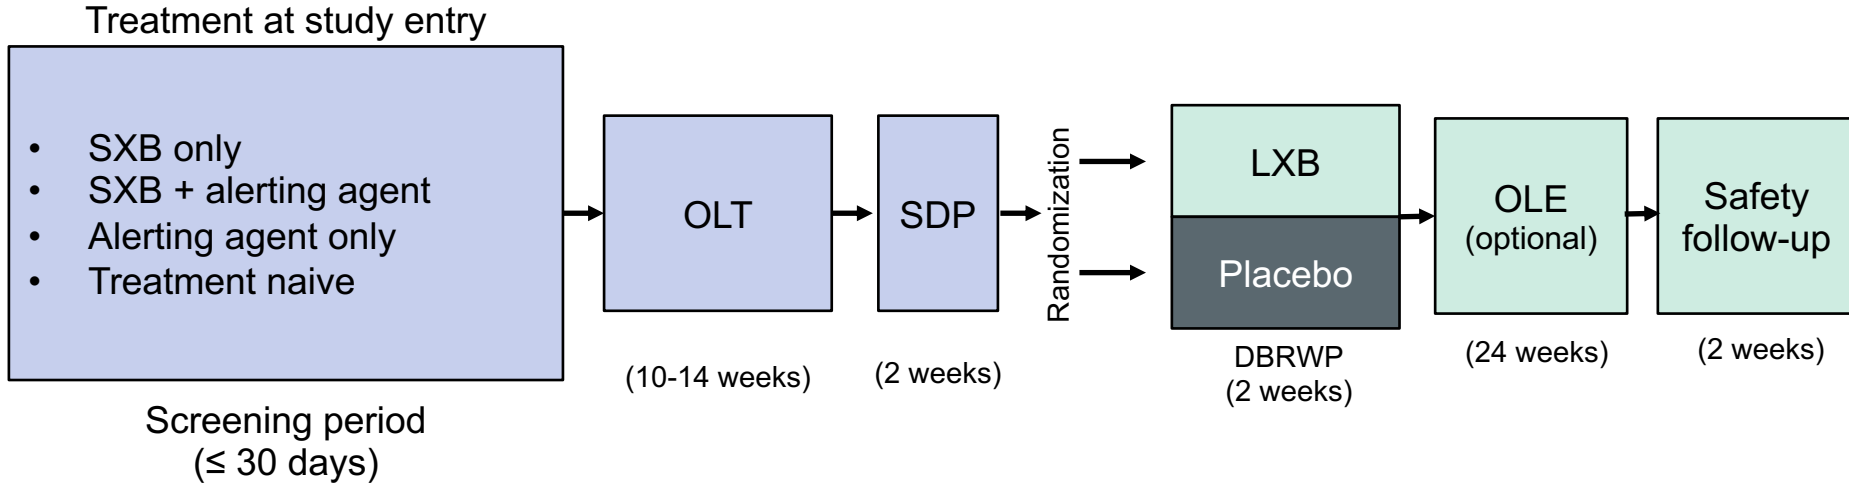 Treatment at study entry
• SXB only
• SXB + alerting agent
• Alerting agent only
• Treatment naive
Screening period
(≤ 30 days)
OLT
(10-14 weeks)
SDP
(2 weeks)
Randomization
LXB
Placebo
DBRWP
(2 weeks)
OLE
(optional)
(24 weeks)
Safety
follow-up
(2 weeks)